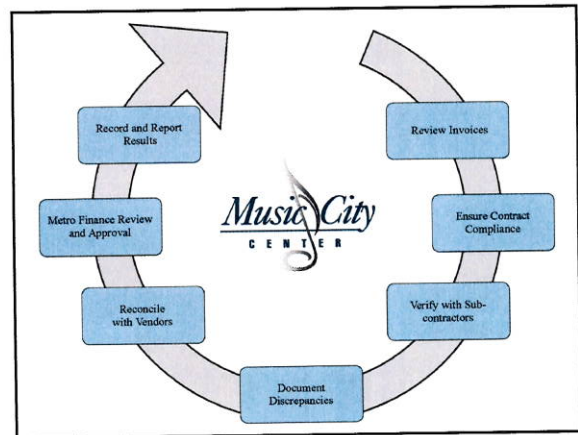 Review Invoices
Ensure Contract
Compliance
Verify with Sub-
contractors
Document
Discrepancies
Reconcile
with Vendors
Metro Finance Review
and Approval
Record and Report
Results
Music City
CENTER